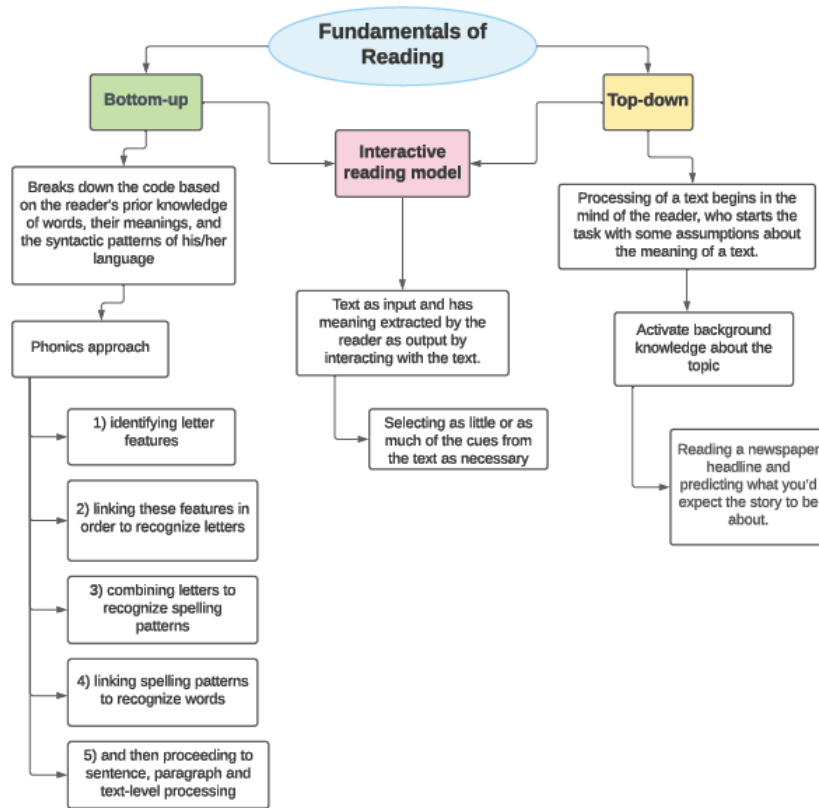 Fundamentals of
Reading
Bottom-up
Top-down
Interactive
reading model
Breaks down the code based
on the reader's prior knowledge
of words, their meanings, and
the syntactic patterns of his/her
language
Processing of a text begins in the
mind of the reader, who starts the
task with some assumptions about
the meaning of a text.
Text as input and has
meaning extracted by the
reader as output by
interacting with the text.
Phonics approach
Activate background
knowledge about the
topic
1) identifying letter
features
Selecting as little or as
much of the cues from
the text as necessary
Reading a newspaper
headline and
predicting what you'd
expect the story to be
about.
2) linking these features in
order to recognize letters
3) combining letters to
recognize spelling
patterns
4) linking spelling patterns
to recognize words
5) and then proceeding to
sentence, paragraph and
text-level processing